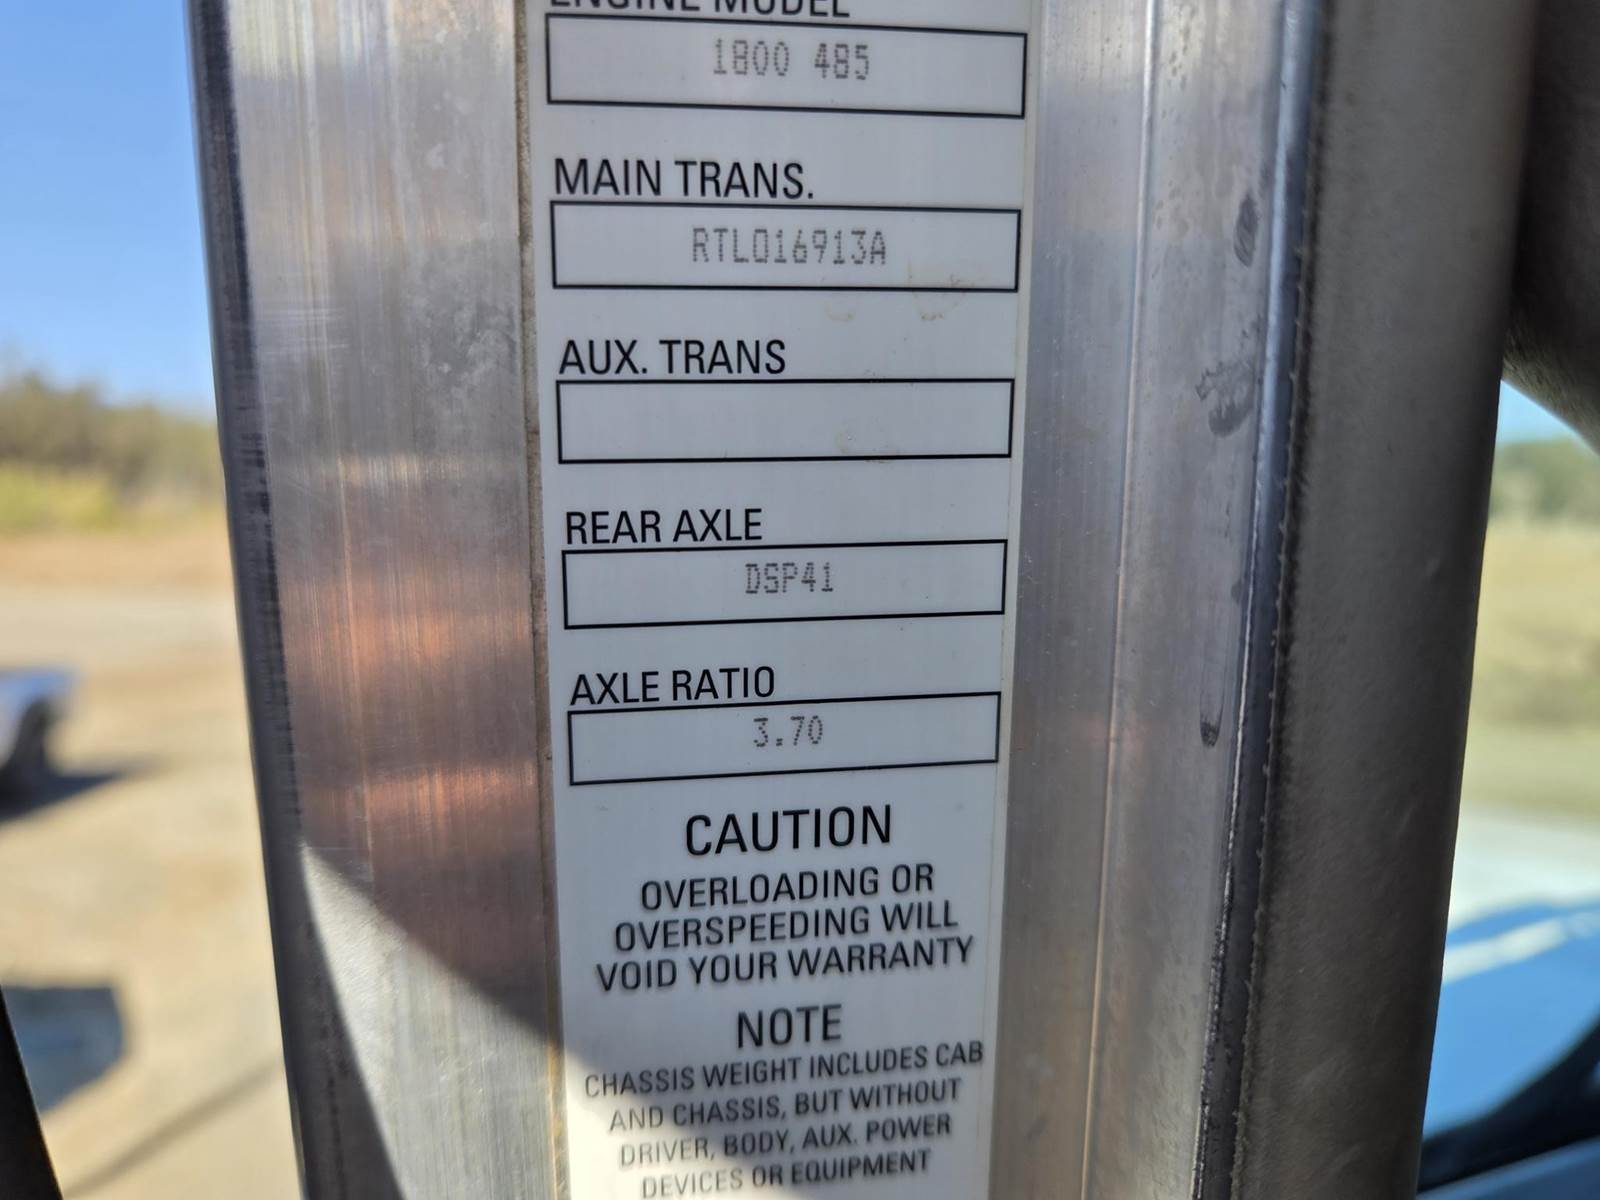 ENGINE MODEL
1800 485
MAIN TRANS.
RTLO16913A
AUX. TRANS
REAR AXLE
DSP41
AXLE RATIO
3.70
CAUTION
OVERLOADING OR
OVERSPEEDING WILL
VOID YOUR WARRANTY
NOTE
CHASSIS WEIGHT INCLUDES CAB
AND CHASSIS, BUT WITHOUT
DRIVER, BODY, AUX. POWER
DEVICES OR EQUIPMENT